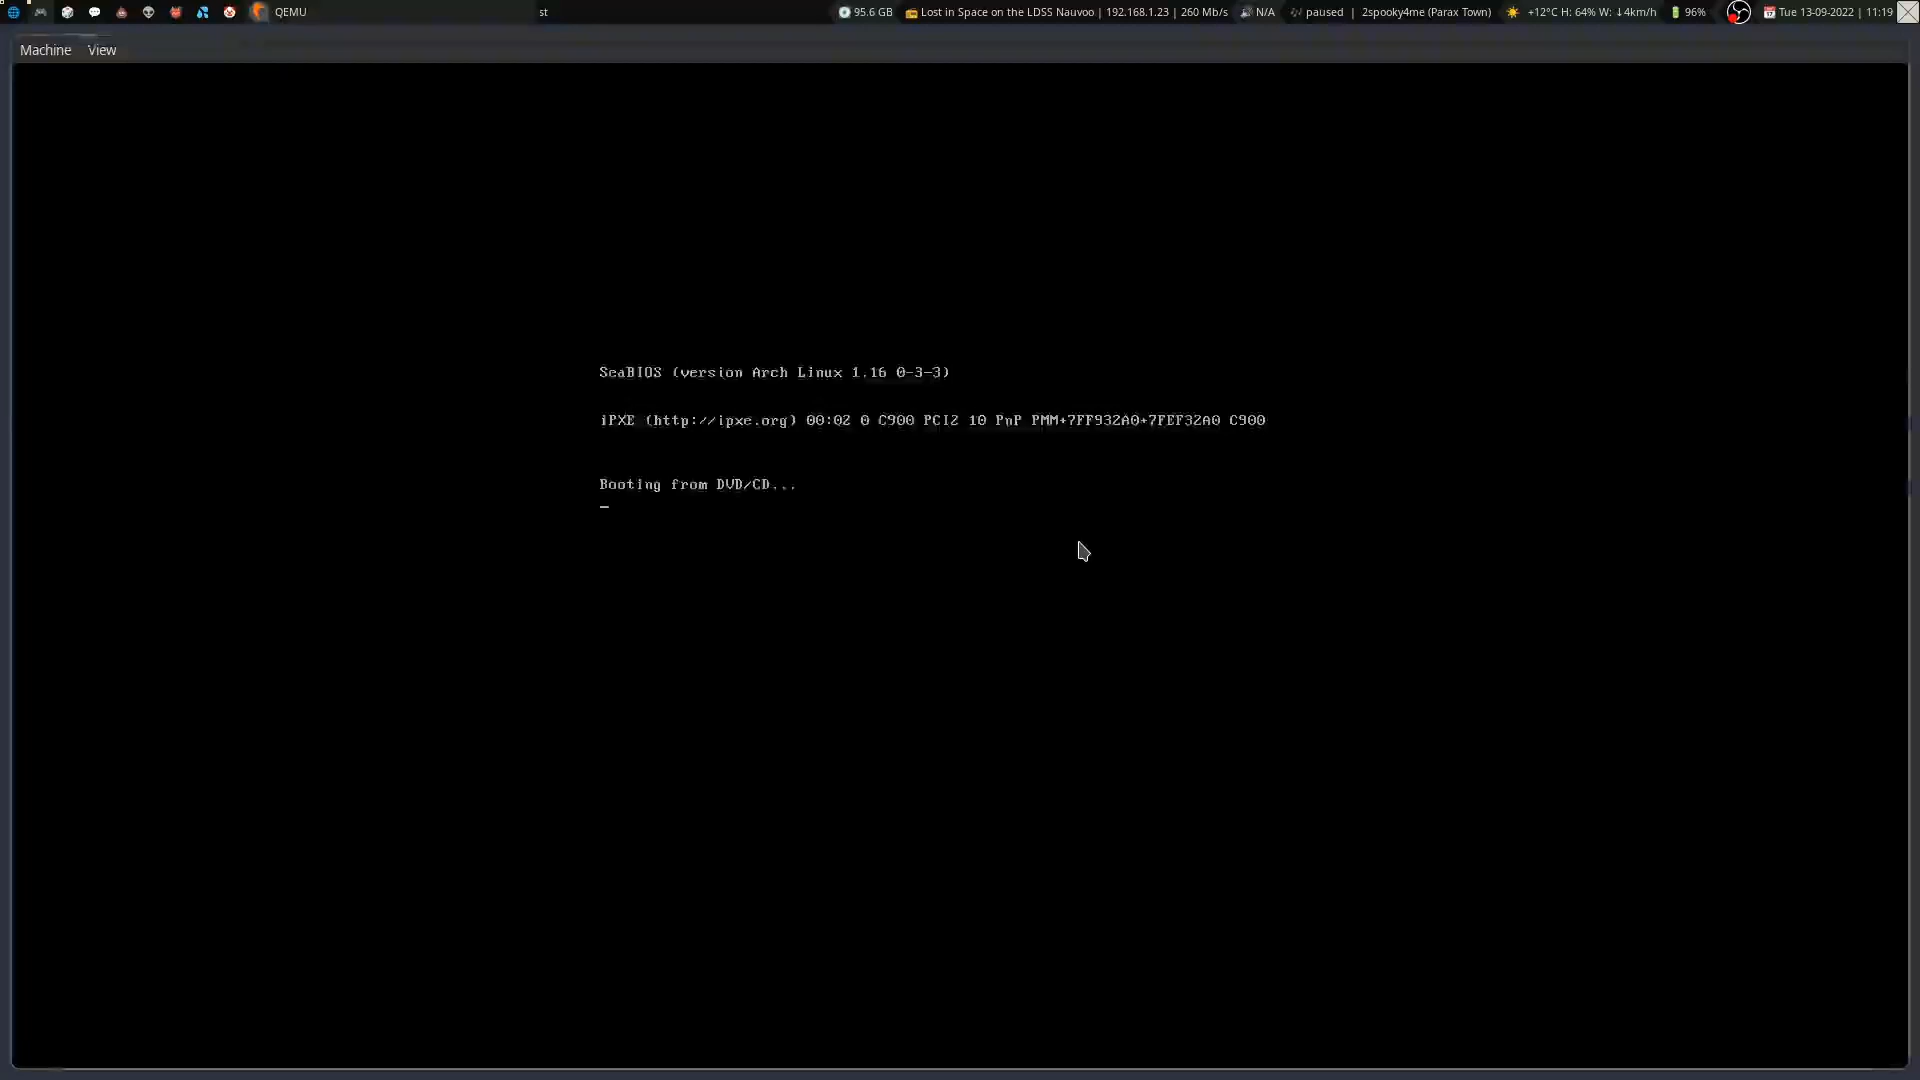 QEMU st 95.6 GB Lost in Space on the LDSS Nauvoo | 192.168.1.23 | 260 Mb/s N/A paused | 2spooky4me (Parax Town) +12°C H: 64% W: ↓4km/h 96% Tue 13-09-2022 | 11:19
Machine View
SeaBIOS (version Arch Linux 1.16 0-3-3)
iPXE (http://ipxe.org) 00:02 0 C900 PCI2 10 PnP PMM+7FF932A0+7FEF32A0 C900
Booting from DVD/CD...
_